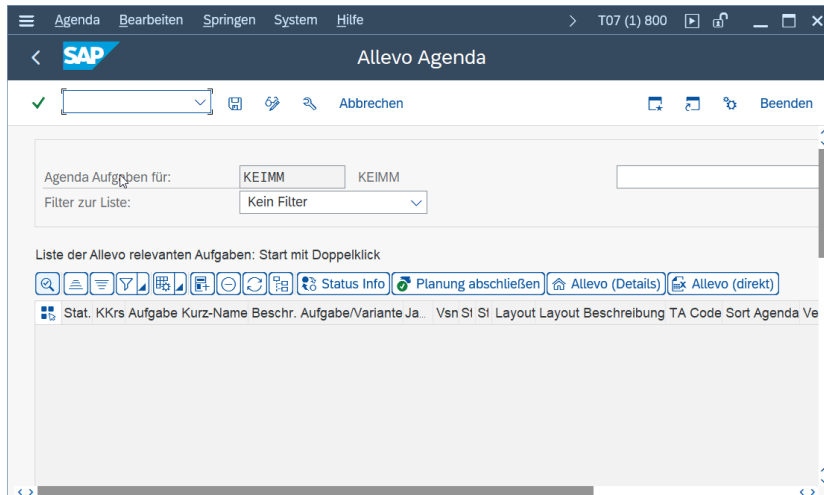 Agenda Bearbeiten Springen System Hilfe T07 (1) 800
SAP Allevo Agenda
Abbrechen Beenden
Agenda Aufgaben für: KEIMM KEIMM
Filter zur Liste: Kein Filter
Liste der Allevo relevanten Aufgaben: Start mit Doppelklick
Status Info Planung abschließen Allevo (Details) Allevo (direkt)
Stat. KKrs Aufgabe Kurz-Name Beschr. Aufgabe/Variante Ja... Vsn St St Layout Layout Beschreibung TA Code Sort Agenda Ve